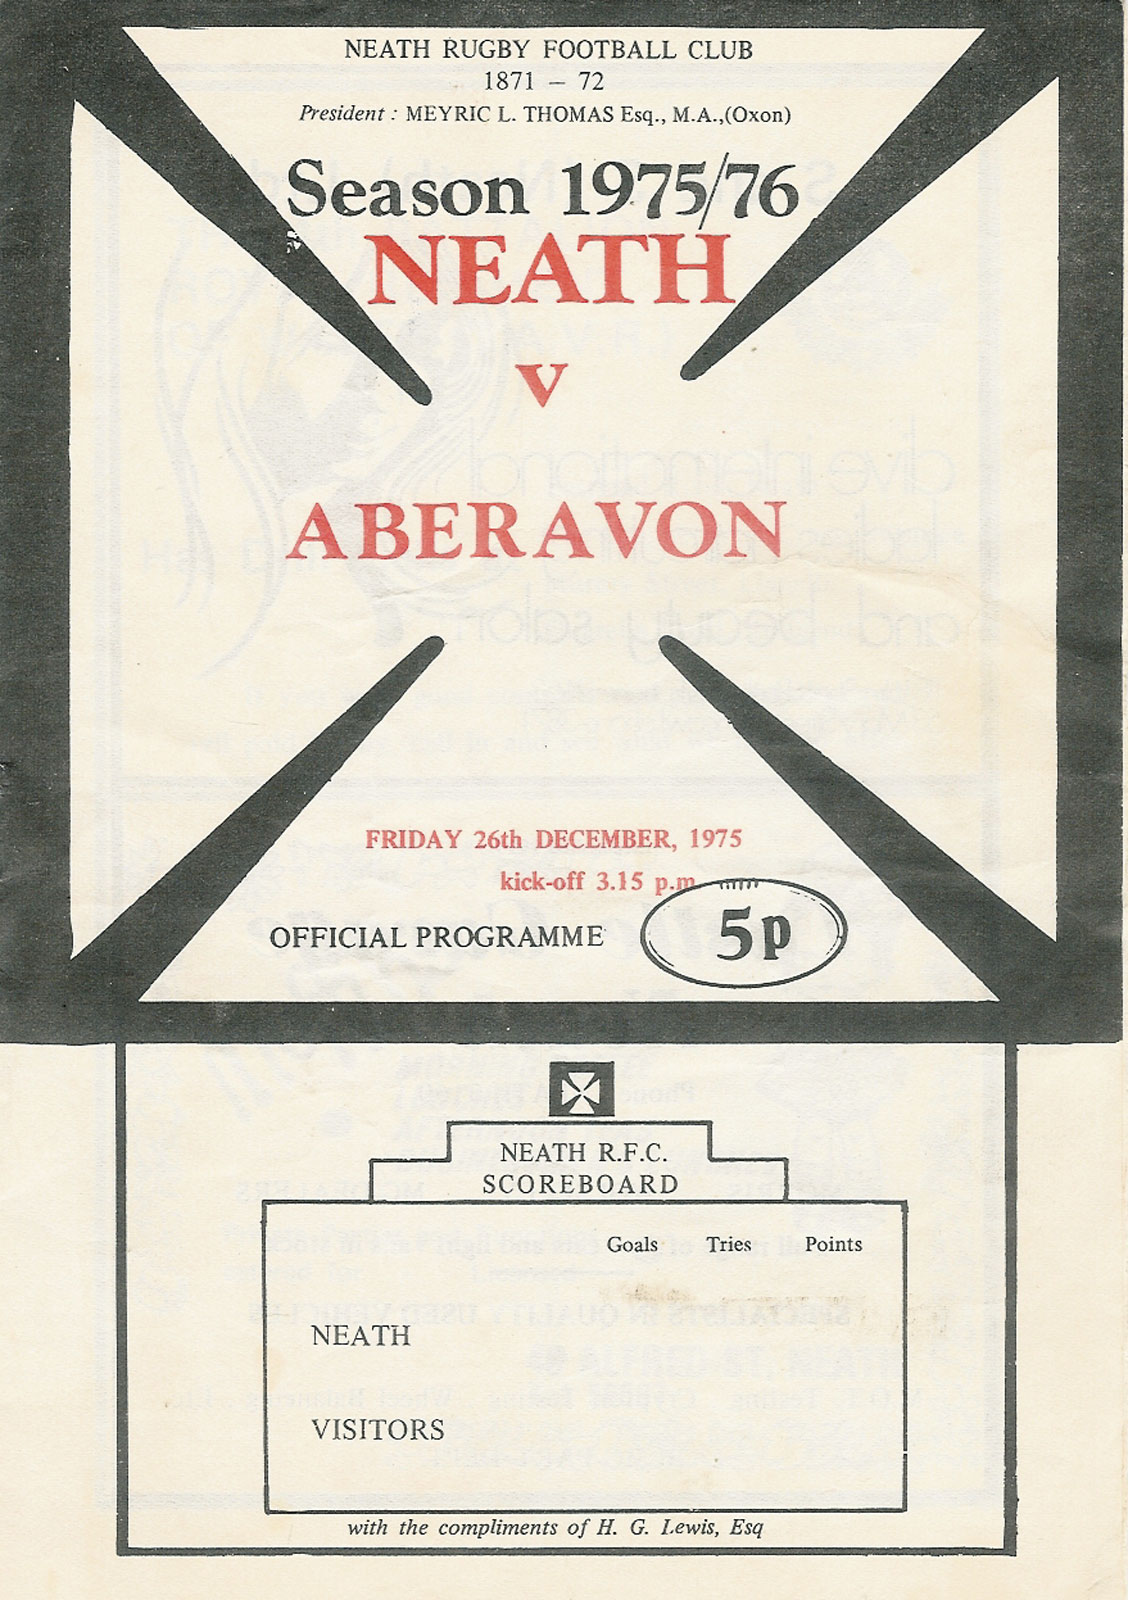 NEATH RUGBY FOOTBALL CLUB
1871 – 72
President : MEYRIC L. THOMAS Esq., M.A.,(Oxon)
Season 1975/76
NEATH
v
ABERAVON
FRIDAY 26th DECEMBER, 1975
kick-off 3.15 p.m
OFFICIAL PROGRAMME 5p
NEATH R.F.C.
SCOREBOARD
Goals Tries Points
NEATH
VISITORS
with the compliments of H. G. Lewis, Esq